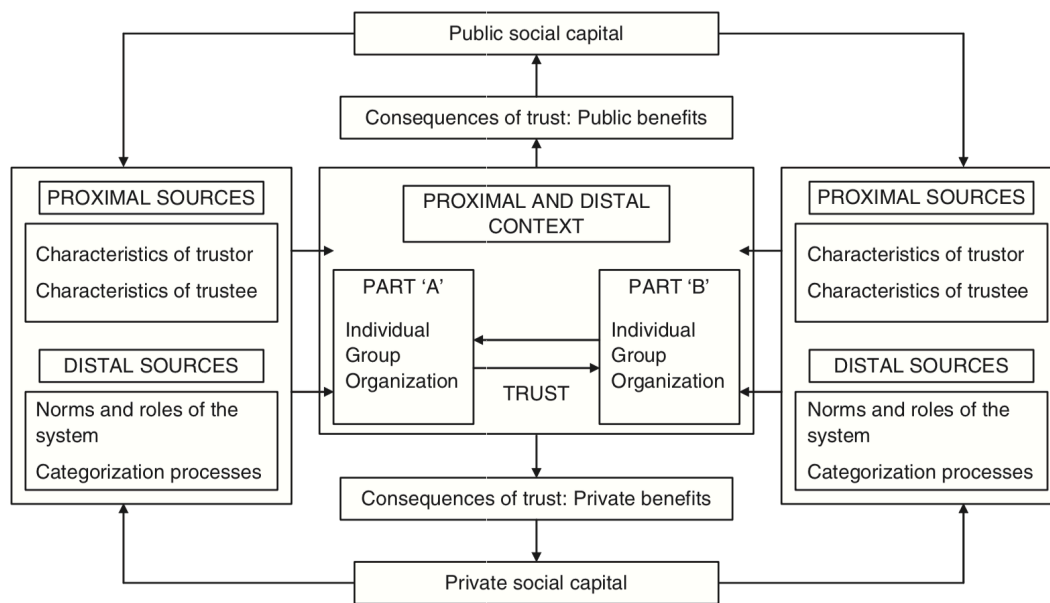 Public social capital
Consequences of trust: Public benefits
PROXIMAL SOURCES
Characteristics of trustor
Characteristics of trustee
DISTAL SOURCES
Norms and roles of the
system
Categorization processes
PROXIMAL AND DISTAL
CONTEXT
PART ‘A’
Individual
Group
Organization
TRUST
PART ‘B’
Individual
Group
Organization
PROXIMAL SOURCES
Characteristics of trustor
Characteristics of trustee
DISTAL SOURCES
Norms and roles of the
system
Categorization processes
Consequences of trust: Private benefits
Private social capital